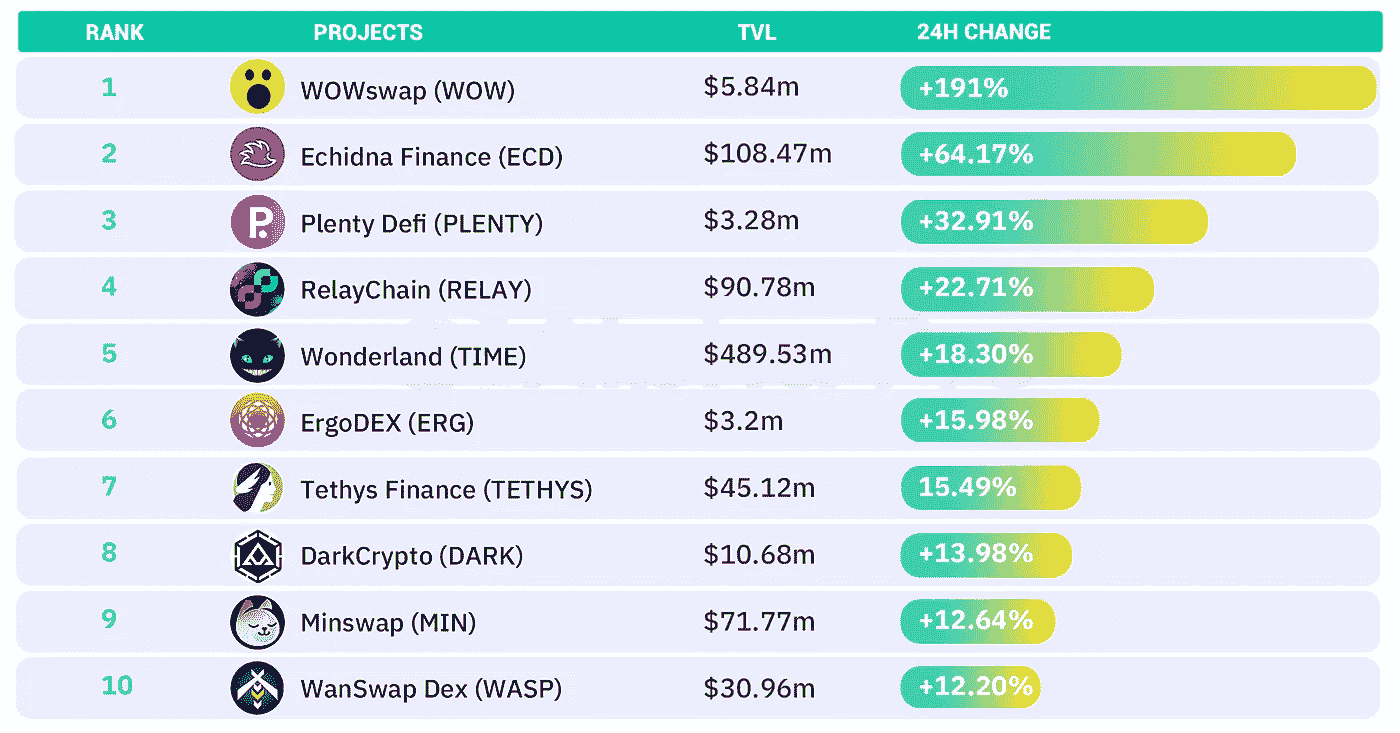 RANK PROJECTS TVL 24H CHANGE
1 WOWswap (WOW) $5.84m +191%
2 Echidna Finance (ECD) $108.47m +64.17%
3 P. Plenty Defi (PLENTY) $3.28m +32.91%
4 RelayChain (RELAY) $90.78m +22.71%
5 Wonderland (TIME) $489.53m +18.30%
6 ErgoDEX (ERG) $3.2m +15.98%
7 Tethys Finance (TETHYS) $45.12m 15.49%
8 DarkCrypto (DARK) $10.68m +13.98%
9 Minswap (MIN) $71.77m +12.64%
10 WanSwap Dex (WASP) $30.96m +12.20%